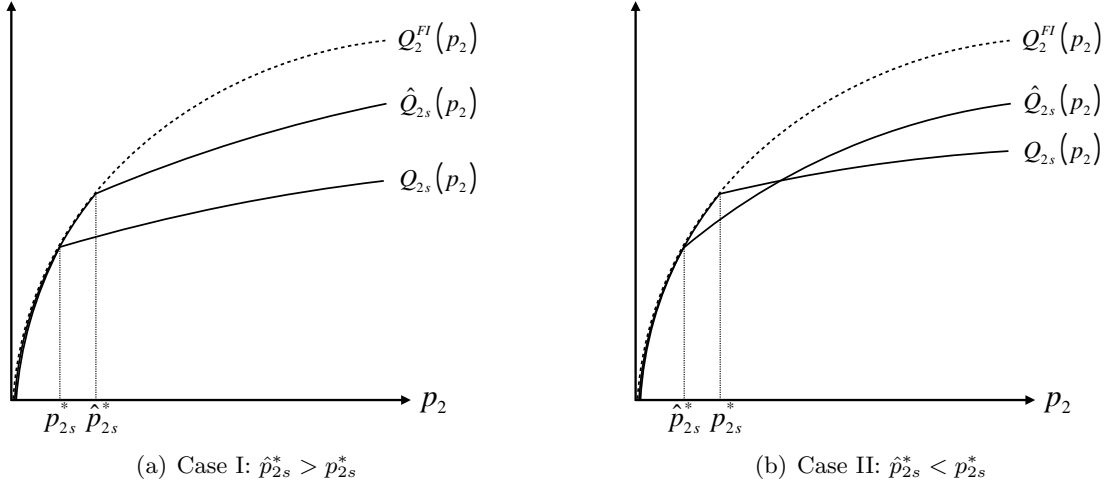 Q_2^{FI}(p_2)
\hat{Q}_{2s}(p_2)
Q_{2s}(p_2)
p_{2s}^* \hat{p}_{2s}^*
p_2
(a) Case I: \hat{p}_{2s}^* > p_{2s}^*
Q_2^{FI}(p_2)
\hat{Q}_{2s}(p_2)
Q_{2s}(p_2)
\hat{p}_{2s}^* p_{2s}^*
p_2
(b) Case II: \hat{p}_{2s}^* < p_{2s}^*